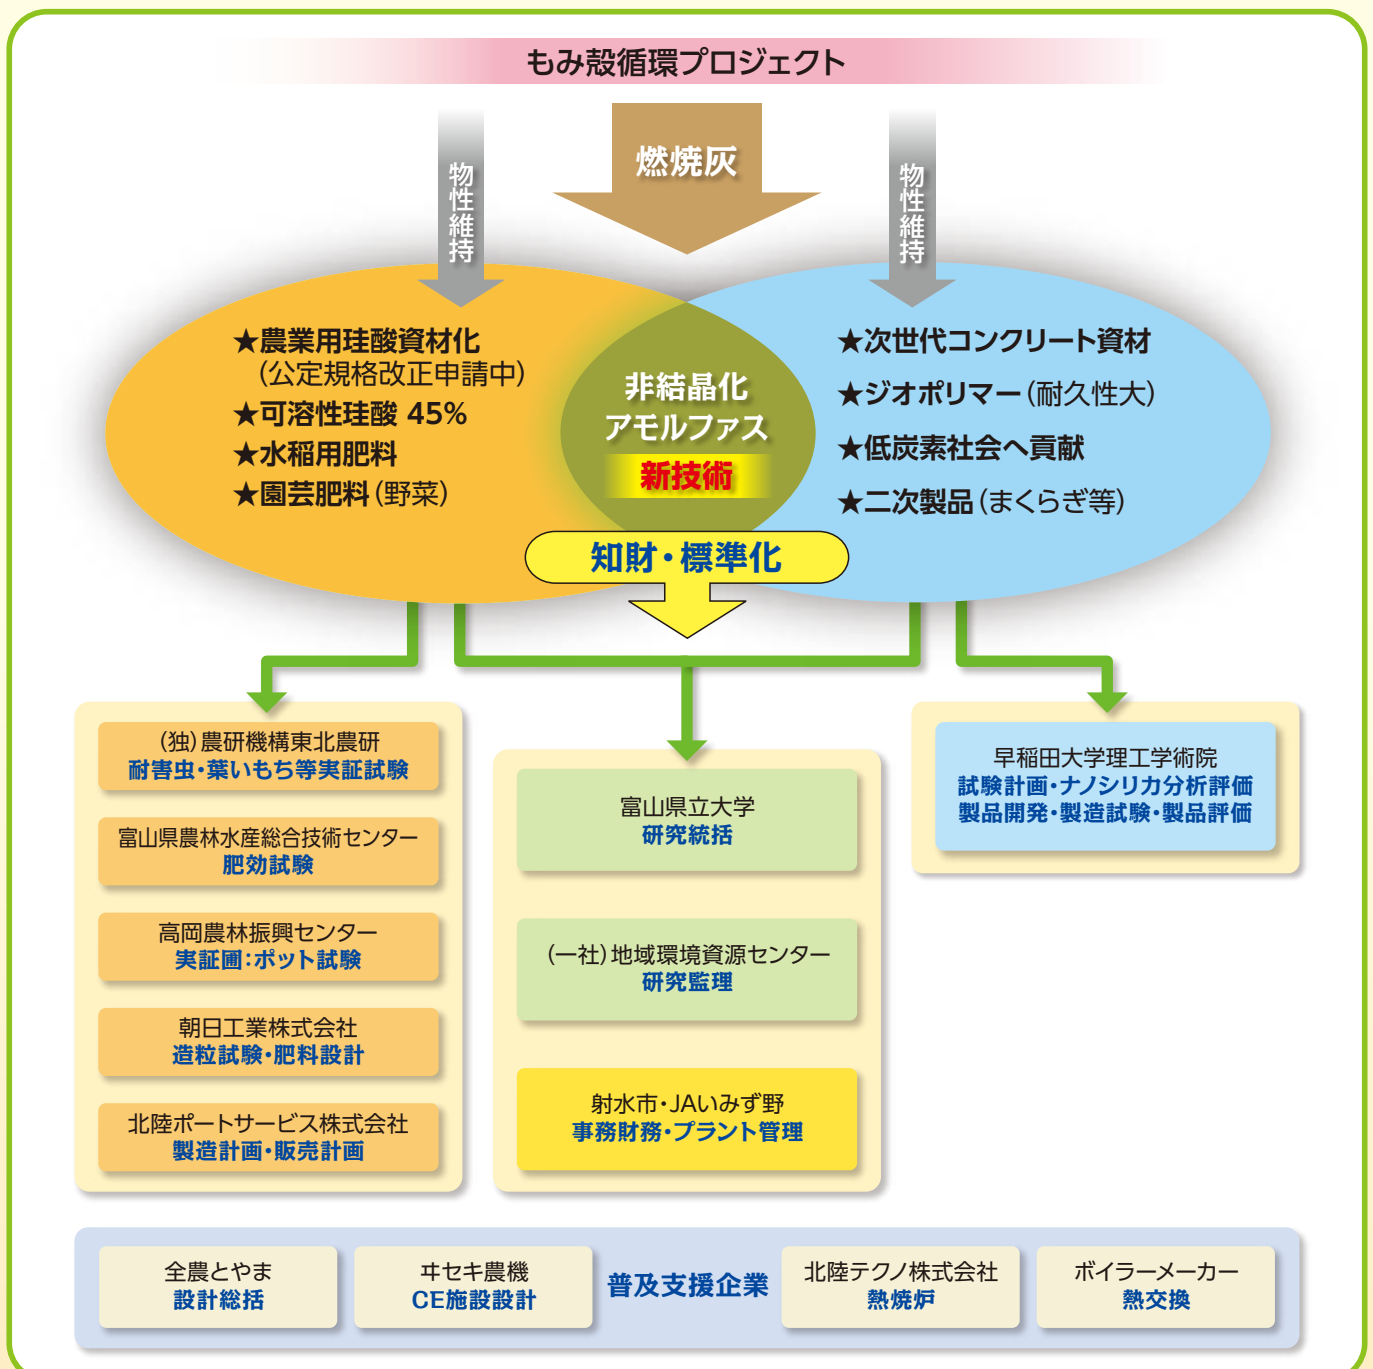 もみ殻循環プロジェクト
燃焼灰
物性維持
物性維持
★農業用珪酸資材化
(公定規格改正申請中)
★可溶性珪酸 45%
★水稲用肥料
★園芸肥料(野菜)
非結晶化
アモルファス
新技術
★次世代コンクリート資材
★ジオポリマー(耐久性大)
★低炭素社会へ貢献
★二次製品(まくらぎ等)
知財・標準化
(独)農研機構東北農研
耐害虫・葉いもち等実証試験
富山県農林水産総合技術センター
肥効試験
高岡農林振興センター
実証圃:ポット試験
朝日工業株式会社
造粒試験・肥料設計
北陸ポートサービス株式会社
製造計画・販売計画
富山県立大学
研究統括
(一社)地域環境資源センター
研究監理
射水市・JAいみず野
事務財務・プラント管理
早稲田大学理工学術院
試験計画・ナノシリカ分析評価
製品開発・製造試験・製品評価
全農とやま
設計総括
ヰセキ農機
CE施設設計
普及支援企業
北陸テクノ株式会社
熱焼炉
ボイラーメーカー
熱交換